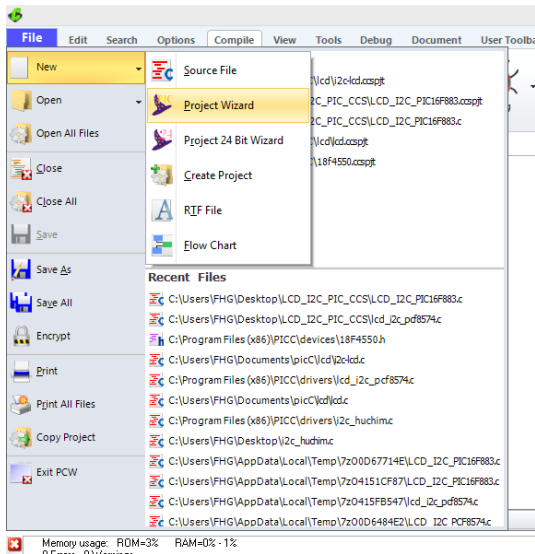 File Edit Search Options Compile View Tools Debug Document User Toolba
New
Source File
Project Wizard
Project 24 Bit Wizard
Create Project
RTF File
Flow Chart
\lcd\i2c-lcd.ccspjt
2C_PIC_CCS\LCD_I2C_PIC16F883.ccspjt
2C_PIC_CCS\LCD_I2C_PIC16F883.c
\lcd\lcd.ccspjt
\18f4550.ccspjt
Open
Open All Files
Close
Close All
Save
Save As
Save All
Encrypt
Print
Print All Files
Copy Project
Exit PCW
Recent Files
C:\Users\FHG\Desktop\LCD_I2C_PIC_CCS\LCD_I2C_PIC16F883.c
C:\Users\FHG\Desktop\LCD_I2C_PIC_CCS\lcd_i2c_pcf8574.c
C:\Program Files (x86)\PICC\devices\18F4550.h
C:\Users\FHG\Documents\picC\lcd\i2c-lcd.c
C:\Program Files (x86)\PICC\drivers\lcd_i2c_pcf8574.c
C:\Users\FHG\Documents\picC\lcd\lcd.c
C:\Program Files (x86)\PICC\drivers\i2c_huchim.c
C:\Users\FHG\Desktop\i2c_huchim.c
C:\Users\FHG\AppData\Local\Temp\7zO0D67714E\LCD_I2C_PIC16F883.c
C:\Users\FHG\AppData\Local\Temp\7zO4151CF87\LCD_I2C_PIC16F883.c
C:\Users\FHG\AppData\Local\Temp\7zO415FB547\lcd_i2c_pcf8574.c
C:\Users\FHG\AppData\Local\Temp\7zO0D6484E2\LCD_I2C_PCF8574.c
Memory usage: ROM=3% RAM=0% - 1%